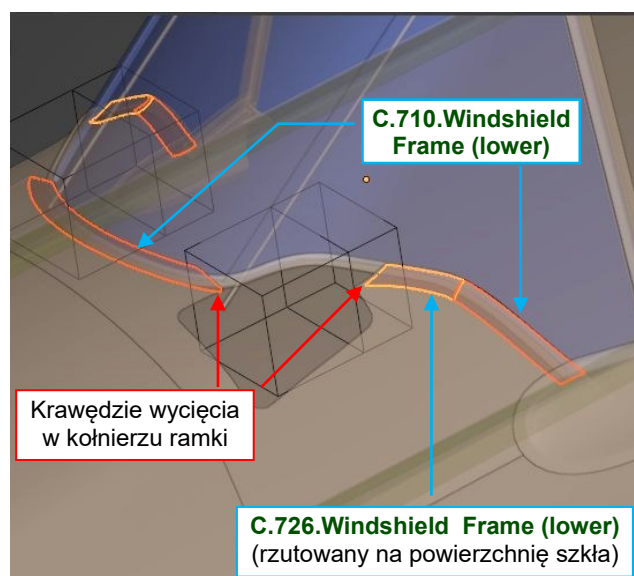 C.710.Windshield
Frame (lower)
Krawędzie wycięcia
w kołnierzu ramki
C.726.Windshield Frame (lower)
(rzutowany na powierzchnię szkła)